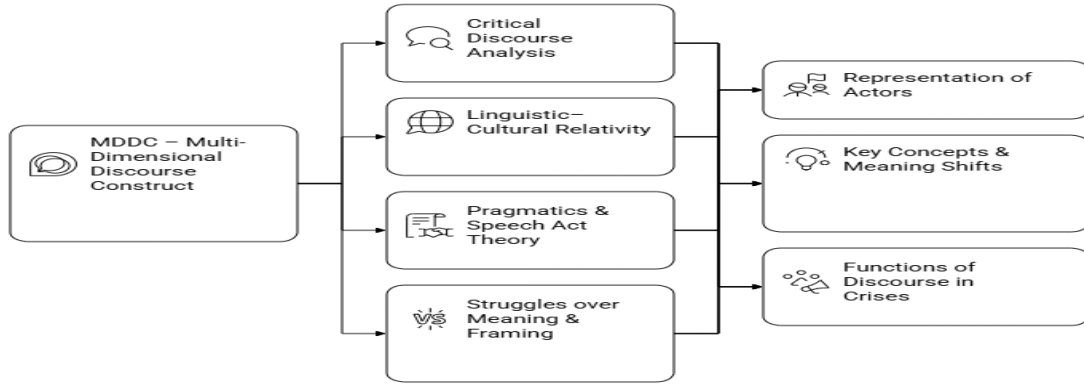 MDDC – Multi-
Dimensional
Discourse
Construct
Critical
Discourse
Analysis
Linguistic–
Cultural Relativity
Pragmatics &
Speech Act
Theory
VS
Struggles over
Meaning &
Framing
Representation of
Actors
Key Concepts &
Meaning Shifts
Functions of
Discourse in
Crises